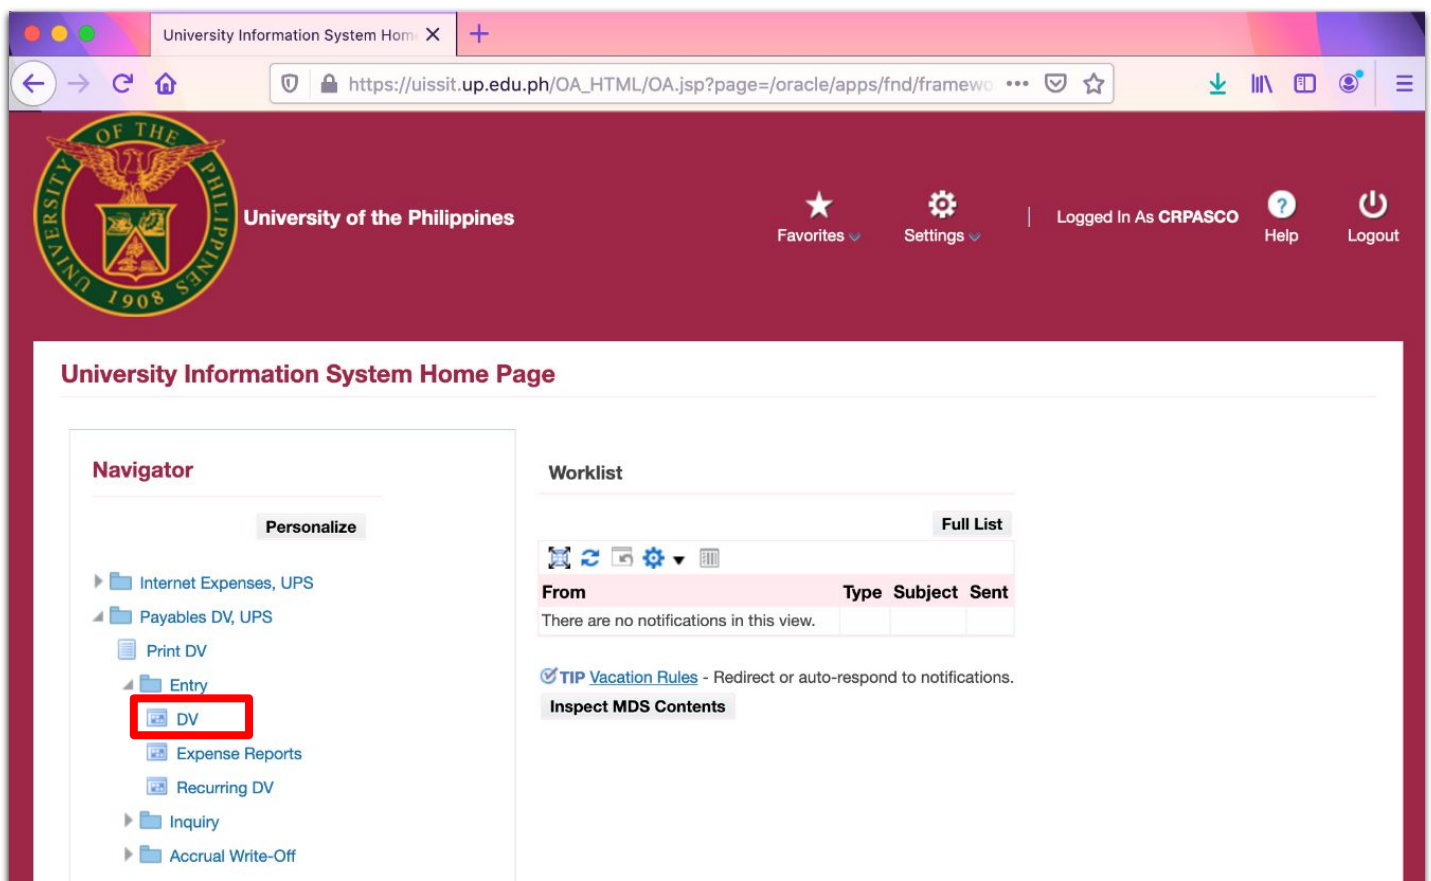 University Information System Hom
https://uissit.up.edu.ph/OA_HTML/OA.jsp?page=/oracle/apps/fnd/framewo
UNIVERSITY OF THE PHILIPPINES
1908
University of the Philippines
Favorites
Settings
Logged In As CRPASCO
Help
Logout
University Information System Home Page
Navigator
Personalize
Internet Expenses, UPS
Payables DV, UPS
Print DV
Entry
DV
Expense Reports
Recurring DV
Inquiry
Accrual Write-Off
Worklist
Full List
From Type Subject Sent
There are no notifications in this view.
TIP Vacation Rules - Redirect or auto-respond to notifications.
Inspect MDS Contents